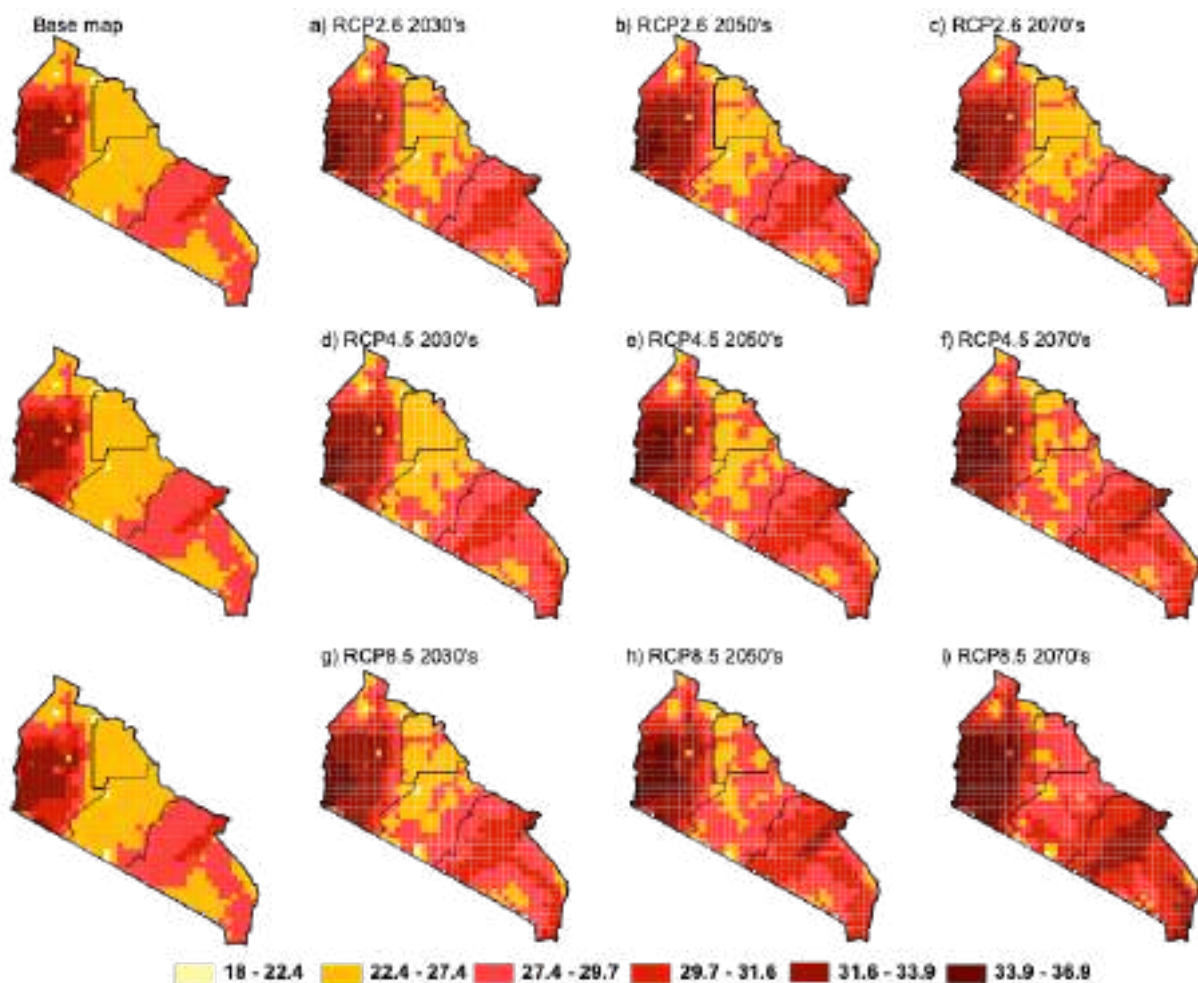 Base map a) RCP2.6 2030's b) RCP2.6 2050's c) RCP2.6 2070's
d) RCP4.5 2030's e) RCP4.5 2050's f) RCP4.5 2070's
g) RCP8.5 2030's h) RCP8.5 2050's i) RCP8.5 2070's
18 - 22.4 22.4 - 27.4 27.4 - 29.7 29.7 - 31.6 31.6 - 33.9 33.9 - 36.9